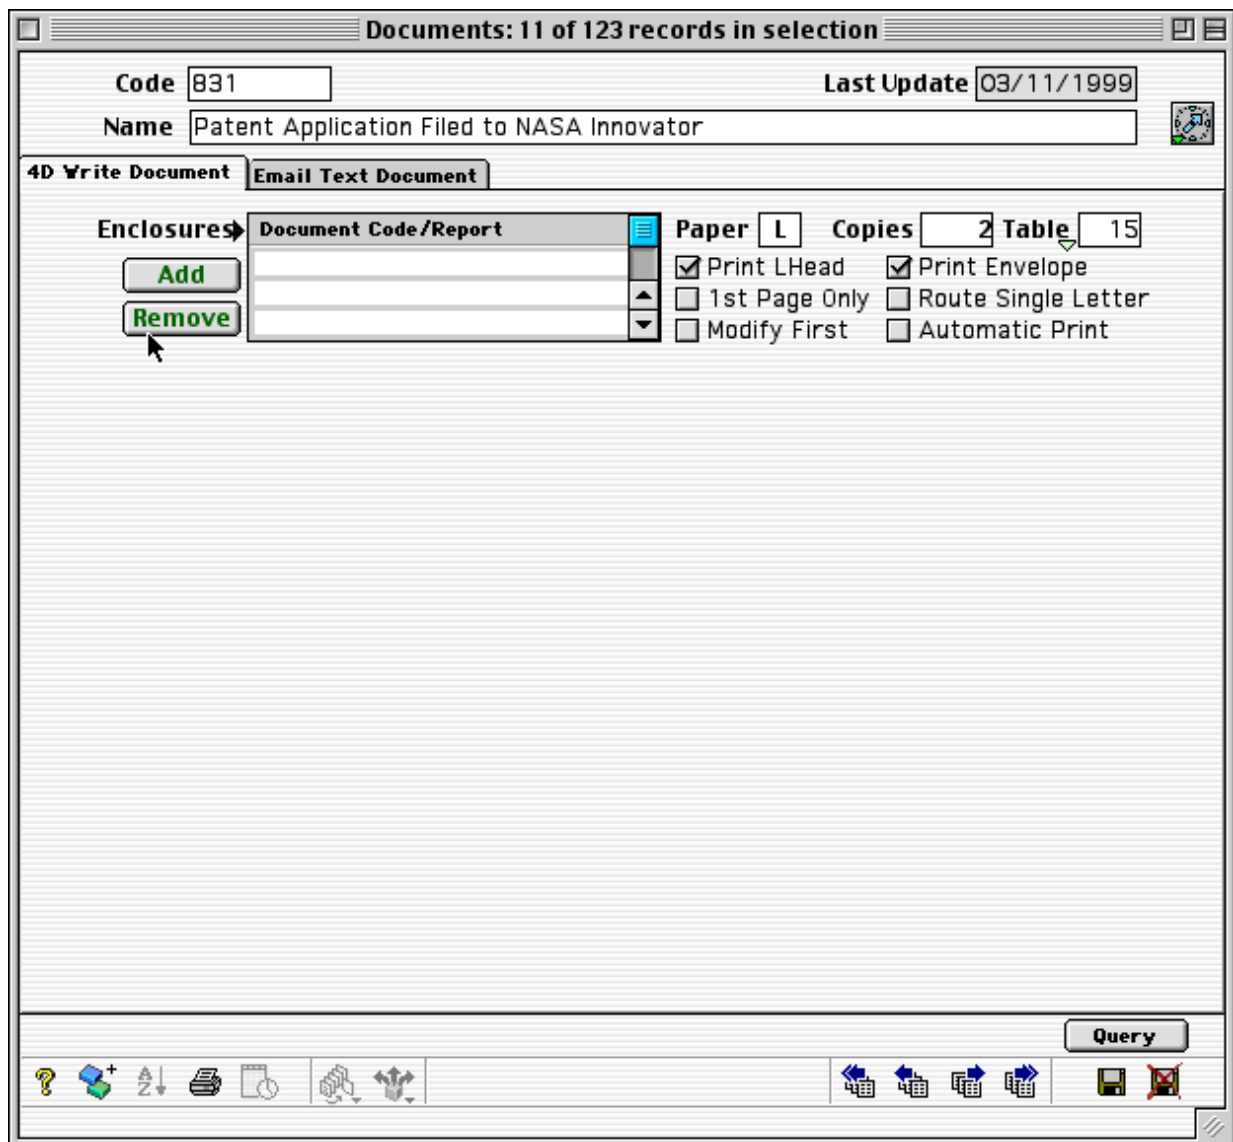 Documents: 11 of 123 records in selection
Code 831 Last Update 03/11/1999
Name Patent Application Filed to NASA Innovator
4D Write Document Email Text Document
Enclosures Document Code/Report Paper L Copies 2 Table 15
Add Print LHead Print Envelope
1st Page Only Route Single Letter
Remove Modify First Automatic Print
Query